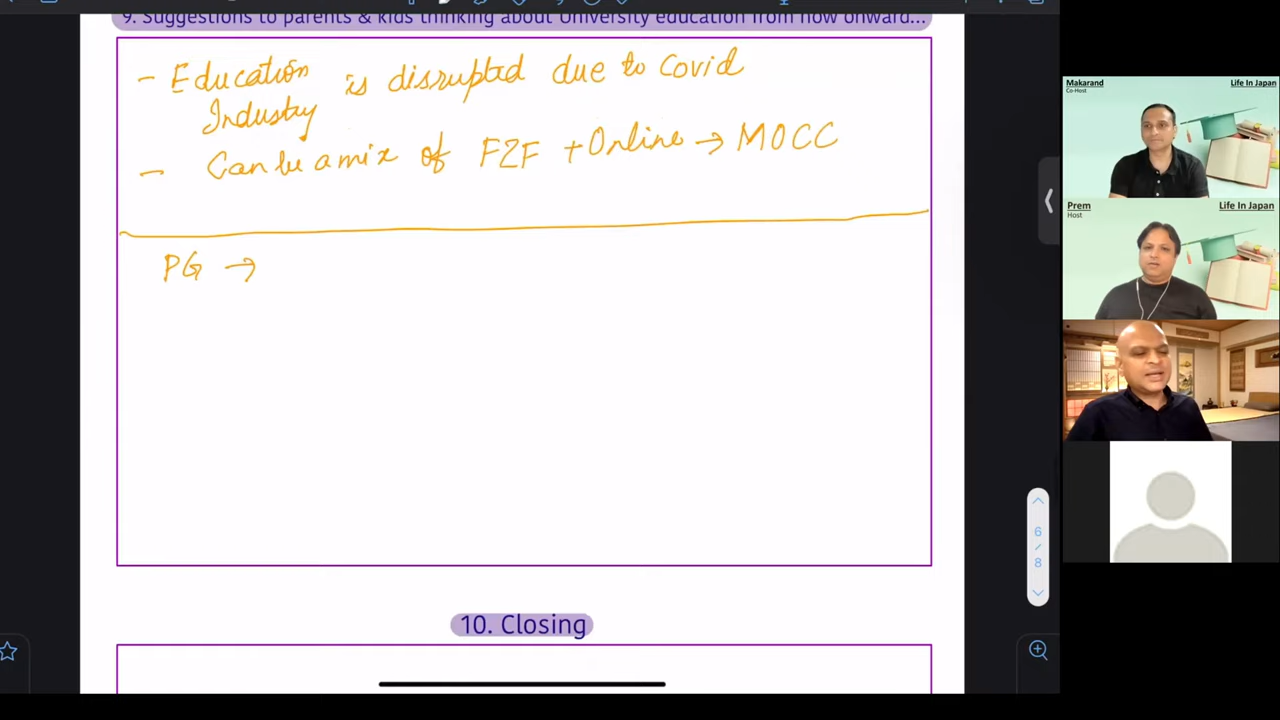 9. Suggestions to parents & kids thinking about University education from now onward...
- Education is disrupted due to Covid
Industry
- Can be a mix of F2F + Online → MOCC
PG →
10. Closing
6
/
8
Makarand Life In Japan
Co-Host
Prem Life In Japan
Host